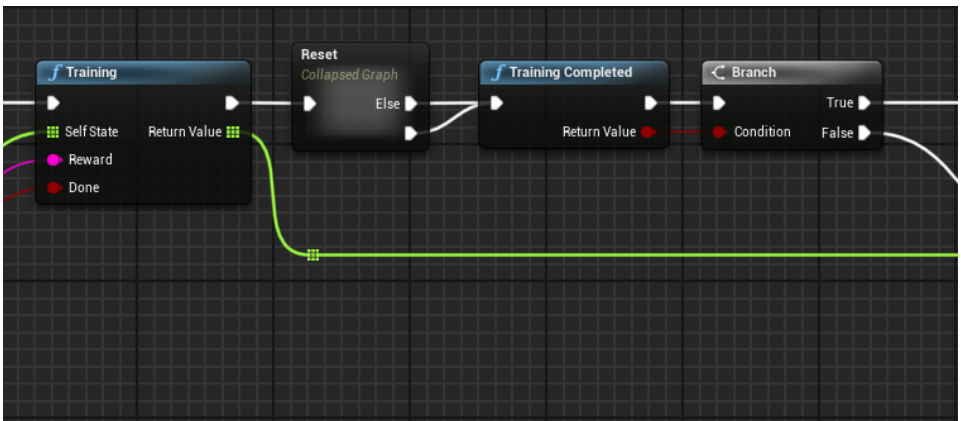 Training
Self State
Return Value
Reward
Done
Reset
Collapsed Graph
Else
Training Completed
Return Value
Branch
True
Condition
False